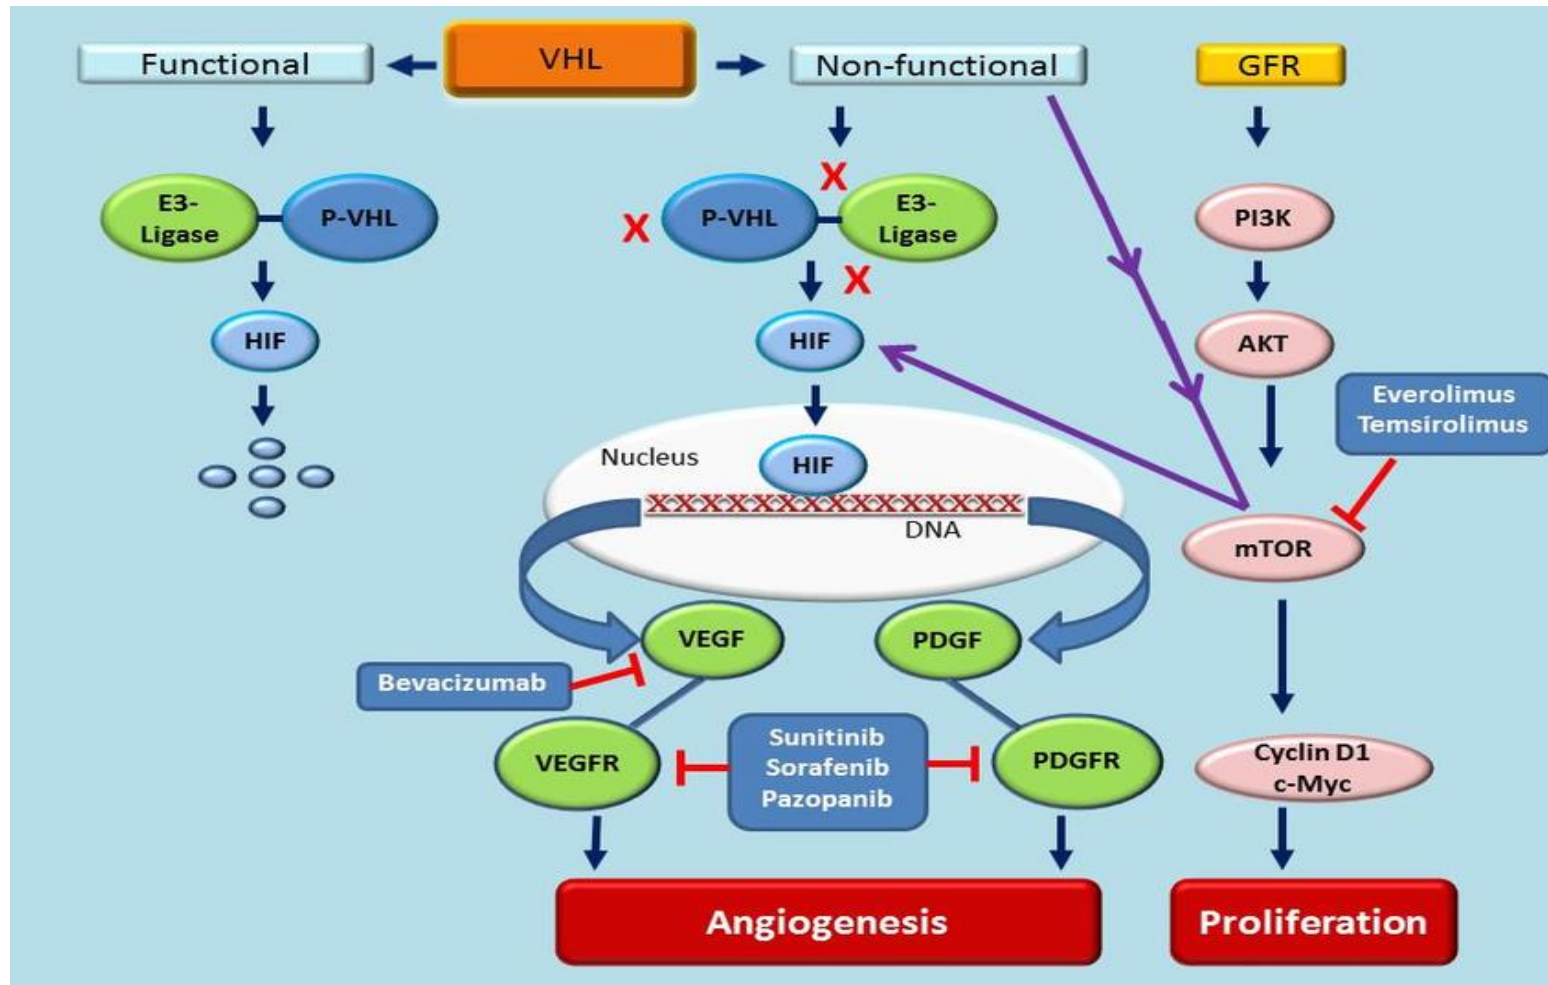 Functional
VHL
Non-functional
GFR
E3-
Ligase
P-VHL
X
X
P-VHL
E3-
Ligase
PI3K
X
HIF
HIF
AKT
Everolimus
Temsirolimus
Nucleus
HIF
DNA
mTOR
VEGF
PDGF
Bevacizumab
VEGFR
Sunitinib
Sorafenib
Pazopanib
PDGFR
Cyclin D1
c-Myc
Angiogenesis
Proliferation